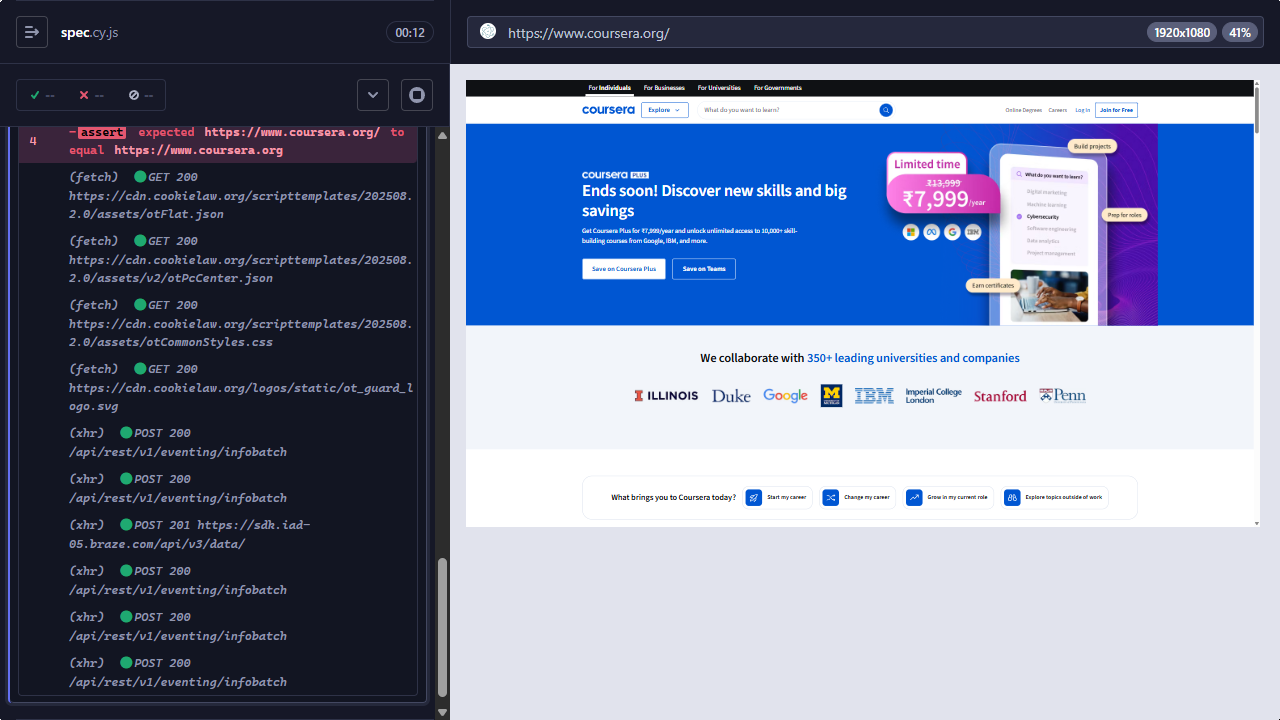 spec.cy.js
00:12
--
--
--
4
-assert expected https://www.coursera.org/ to
equal https://www.coursera.org
(fetch) GET 200
https://cdn.cookielaw.org/scripttemplates/202508.
2.0/assets/otFlat.json
(fetch) GET 200
https://cdn.cookielaw.org/scripttemplates/202508.
2.0/assets/v2/otPcCenter.json
(fetch) GET 200
https://cdn.cookielaw.org/scripttemplates/202508.
2.0/assets/otCommonStyles.css
(fetch) GET 200
https://cdn.cookielaw.org/logos/static/ot_guard_l
ogo.svg
(xhr) POST 200
/api/rest/v1/eventing/infobatch
(xhr) POST 200
/api/rest/v1/eventing/infobatch
(xhr) POST 201 https://sdk.iad-
05.braze.com/api/v3/data/
(xhr) POST 200
/api/rest/v1/eventing/infobatch
(xhr) POST 200
/api/rest/v1/eventing/infobatch
(xhr) POST 200
/api/rest/v1/eventing/infobatch
https://www.coursera.org/
1920x1080
41%
For Individuals For Businesses For Universities For Governments
coursera Explore What do you want to learn? Online Degrees Careers Log In Join for Free
coursera PLUS
Ends soon! Discover new skills and big
savings
Get Coursera Plus for ₹7,999/year and unlock unlimited access to 10,000+ skill-
building courses from Google, IBM, and more.
Save on Coursera Plus Save on Teams
Limited time
₹13,999
₹7,999/year
IBM
Build projects
What do you want to learn?
Digital marketing
Machine learning
Cybersecurity
Software engineering
Data analytics
Project management
Prep for roles
Earn certificates
We collaborate with 350+ leading universities and companies
ILLINOIS Duke Google M IBM Imperial College
London Stanford Penn
What brings you to Coursera today? Start my career Change my career Grow in my current role Explore topics outside of work